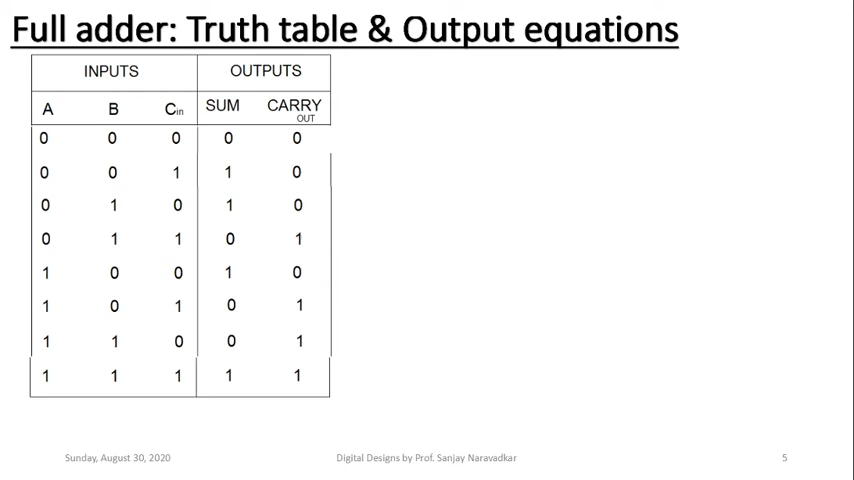 Full adder: Truth table & Output equations
INPUTS OUTPUTS
A B Cin SUM CARRY OUT
0 0 0 0 0
0 0 1 1 0
0 1 0 1 0
0 1 1 0 1
1 0 0 1 0
1 0 1 0 1
1 1 0 0 1
1 1 1 1 1
Sunday, August 30, 2020 Digital Designs by Prof. Sanjay Naravadkar 5